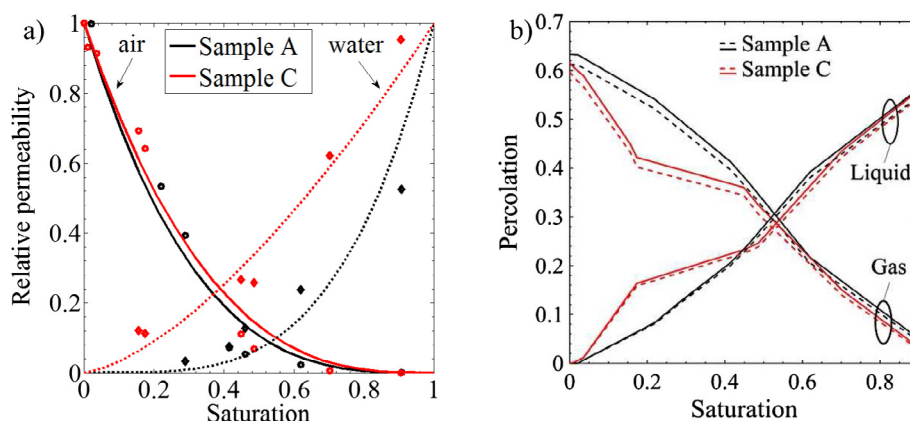 a)
air
Sample A
Sample C
water
Relative permeability
1
0.8
0.6
0.4
0.2
0
0 0.2 0.4 0.6 0.8 1
Saturation
b)
Sample A
Sample C
Percolation
0.7
0.6
0.5
0.4
0.3
0.2
0.1
0
Liquid
Gas
0 0.2 0.4 0.6 0.8
Saturation